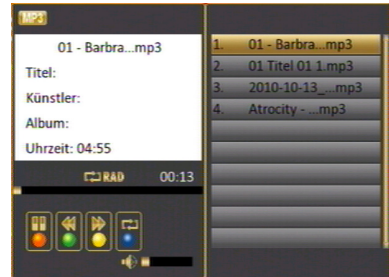 MP3
01 - Barbra...mp3
Titel:
Künstler:
Album:
Uhrzeit: 04:55
RAD 00:13
1. 01 - Barbra...mp3
2. 01 Titel 01 1.mp3
3. 2010-10-13_...mp3
4. Atrocity - ...mp3